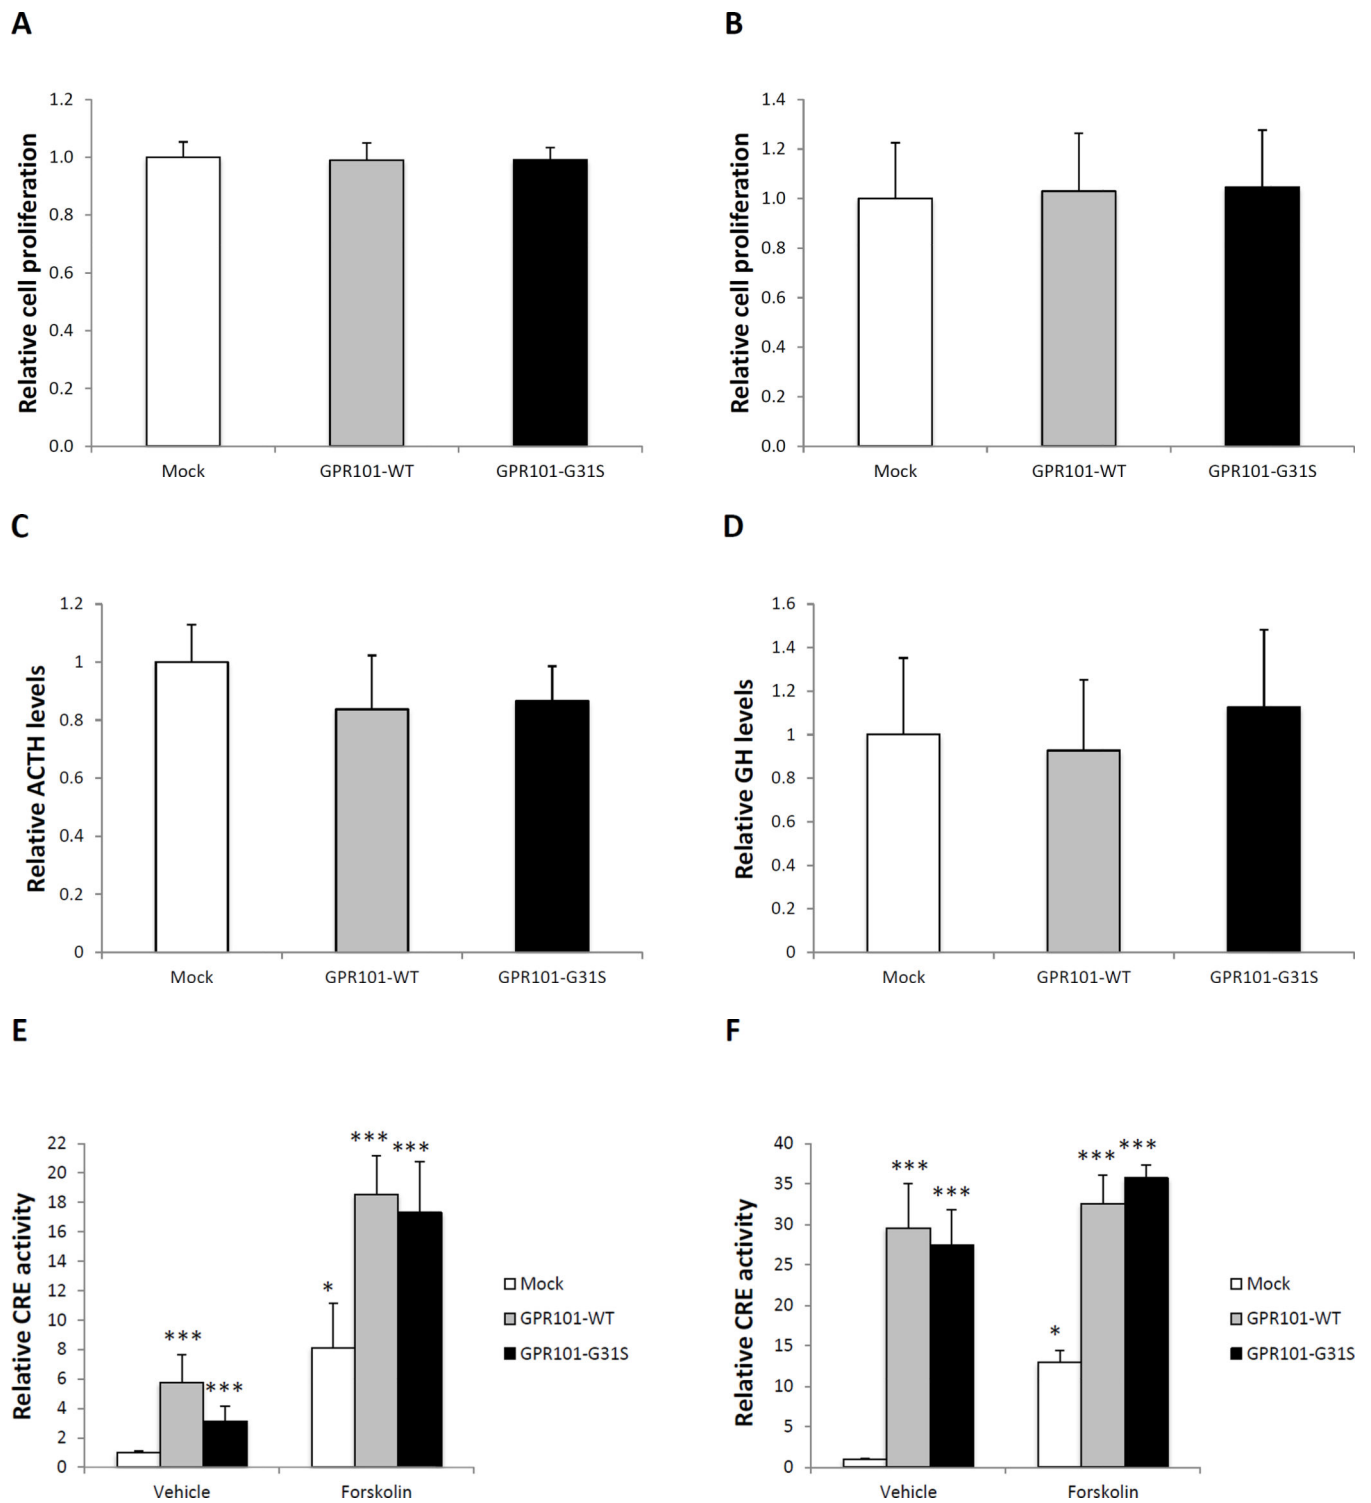 A
Relative cell proliferation
1.2
1.0
0.8
0.6
0.4
0.2
0.0
Mock
GPR101-WT
GPR101-G31S
B
Relative cell proliferation
1.4
1.2
1.0
0.8
0.6
0.4
0.2
0.0
Mock
GPR101-WT
GPR101-G31S
C
Relative ACTH levels
1.2
1
0.8
0.6
0.4
0.2
0
Mock
GPR101-WT
GPR101-G31S
D
Relative GH levels
1.6
1.4
1.2
1
0.8
0.6
0.4
0.2
0
Mock
GPR101-WT
GPR101-G31S
E
Relative CRE activity
22
20
18
16
14
12
10
8
6
4
2
0
***
***
*
***
***
Vehicle
Forskolin
Mock
GPR101-WT
GPR101-G31S
F
Relative CRE activity
40
35
30
25
20
15
10
5
0
***
***
*
***
***
Vehicle
Forskolin
Mock
GPR101-WT
GPR101-G31S